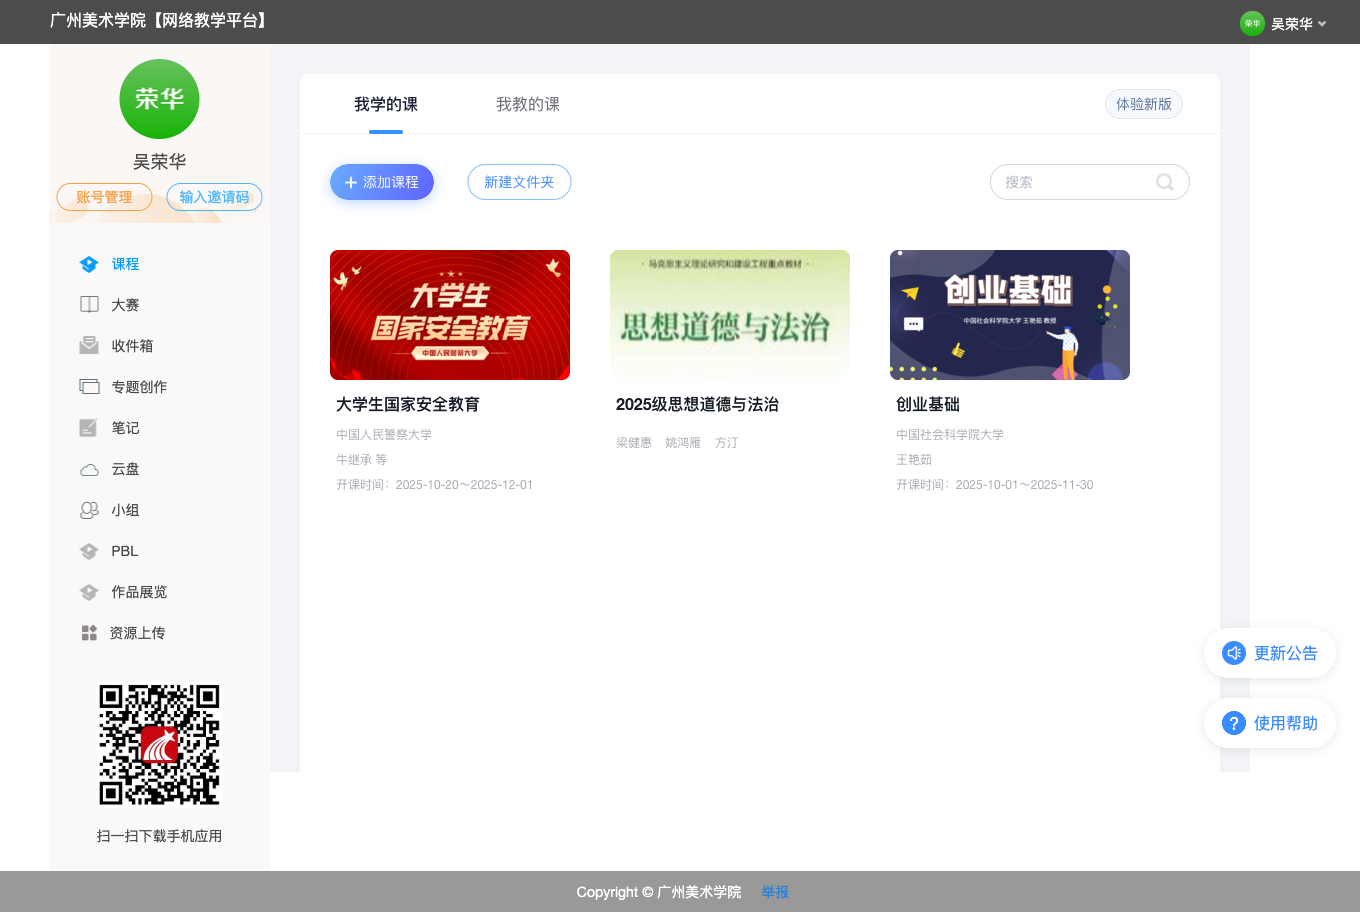 广州美术学院【网络教学平台】
荣华
吴荣华
荣华
吴荣华
账号管理
输入邀请码
课程
大赛
收件箱
专题创作
笔记
云盘
小组
PBL
作品展览
资源上传
扫一扫下载手机应用
我学的课
我教的课
体验新版
添加课程
新建文件夹
搜索
大学生
国家安全教育
中国人民警察大学
大学生国家安全教育
中国人民警察大学
牛继承 等
开课时间：2025-10-20～2025-12-01
· 马克思主义理论研究和建设工程重点教材 ·
思想道德与法治
2025级思想道德与法治
梁健惠 姚鸿雁 方汀
创业基础
中国社会科学院大学 王艳茹 教授
创业基础
中国社会科学院大学
王艳茹
开课时间：2025-10-01～2025-11-30
更新公告
使用帮助
Copyright © 广州美术学院 举报